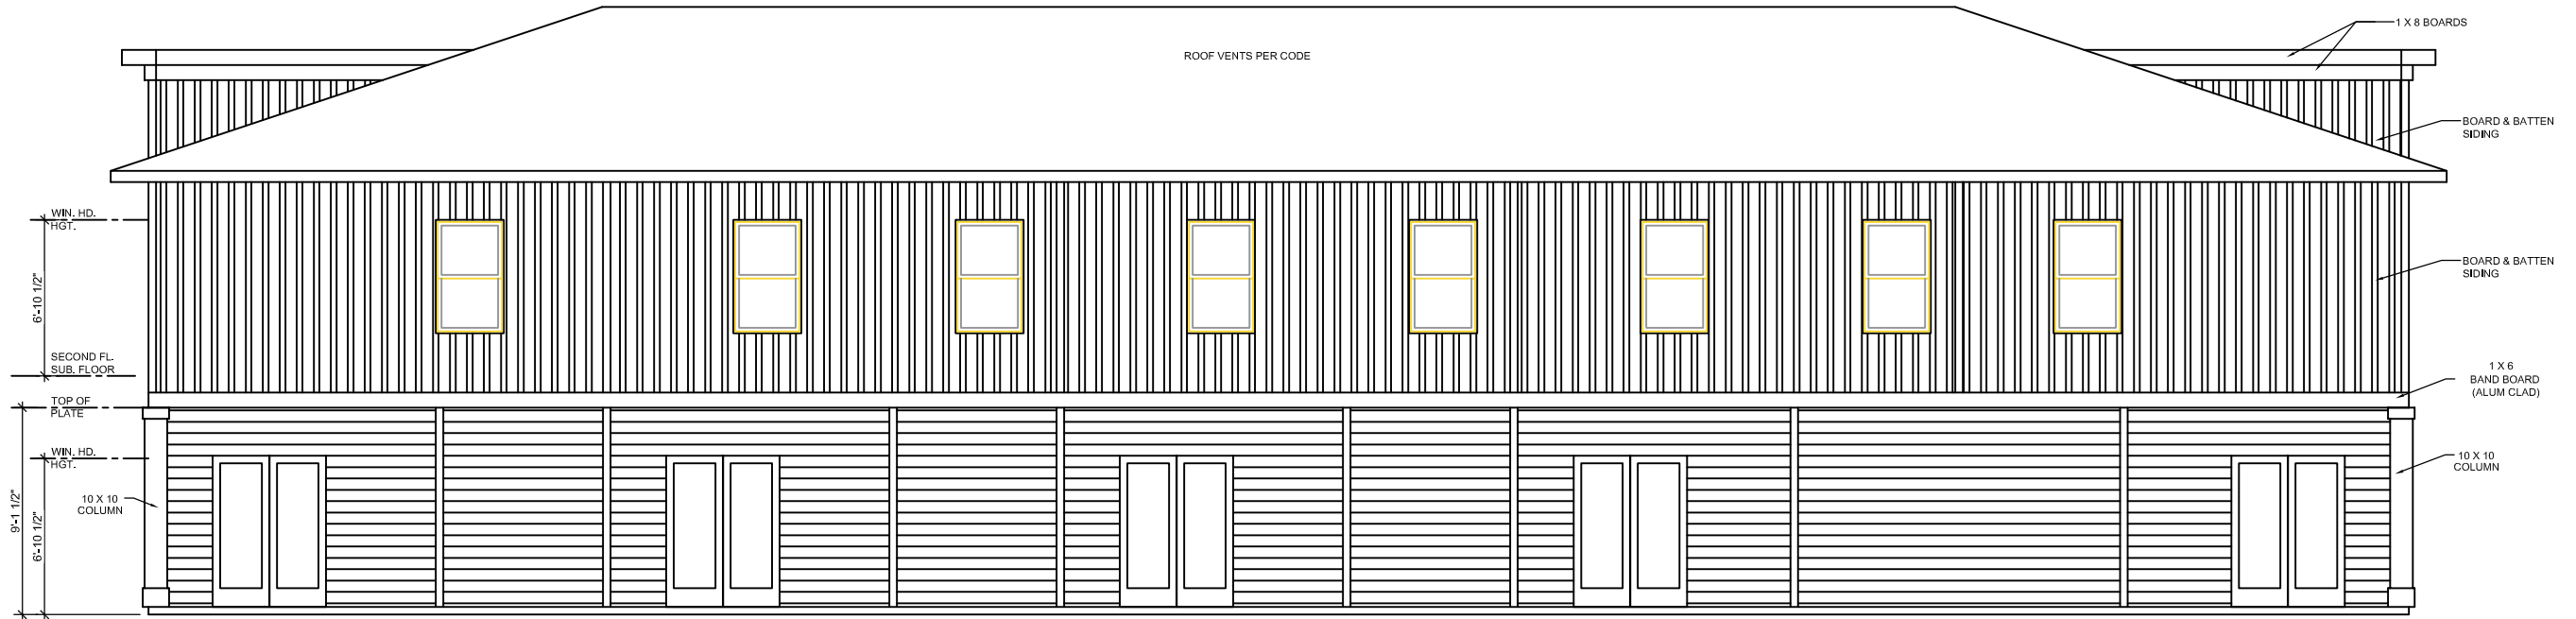 1 X 8 BOARDS
ROOF VENTS PER CODE
BOARD & BATTEN
SIDING
WIN. HD.
HGT.
6'-10 1/2"
BOARD & BATTEN
SIDING
SECOND FL.
SUB. FLOOR
1 X 6
BAND BOARD
(ALUM CLAD)
TOP OF
PLATE
WIN. HD.
HGT.
10 X 10
COLUMN
10 X 10
COLUMN
9'-1 1/2"
6'-10 1/2"